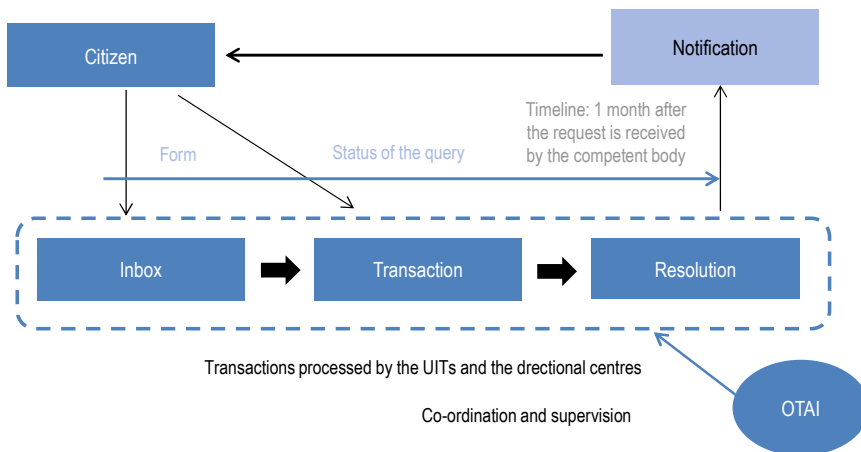 Citizen
Notification
Timeline: 1 month after
the request is received
by the competent body
Form
Status of the query
Inbox
Transaction
Resolution
Transactions processed by the UITs and the drectional centres
Co-ordination and supervision
OTAI